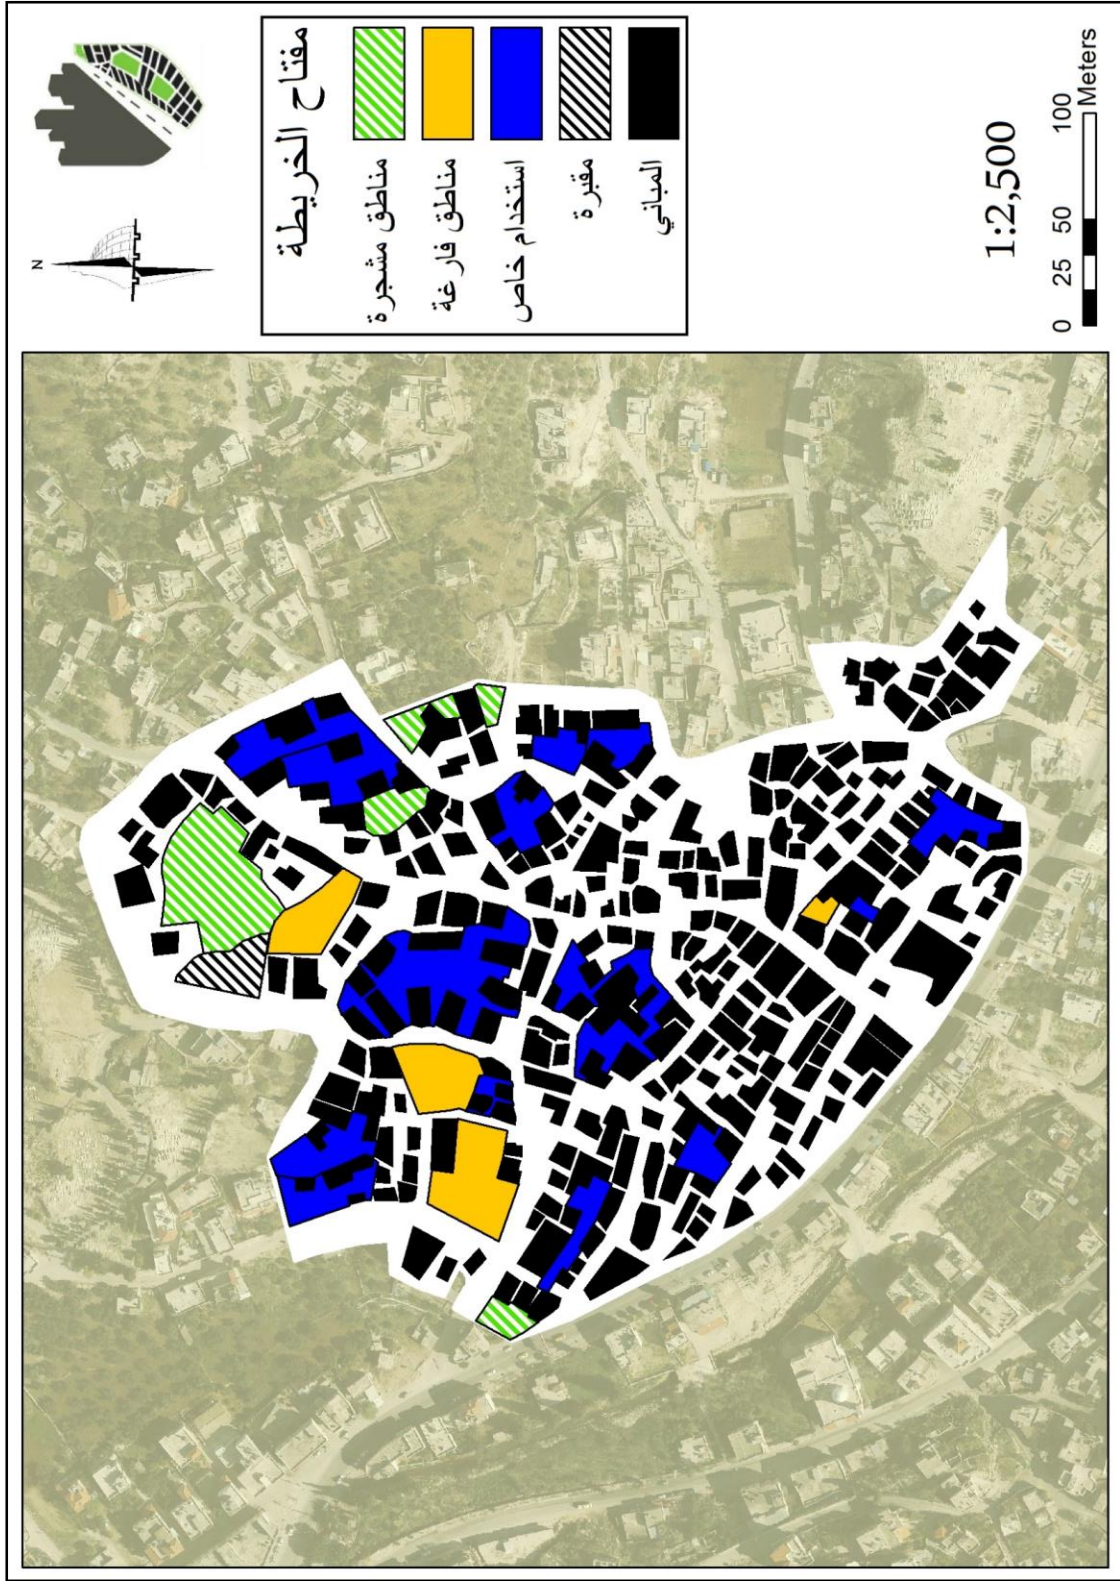 N
مفتاح الخريطة
مناطق مشجرة
مناطق فارغة
استخدام خاص
مقبرة
المباني
1:2,500
0 25 50 100
Meters